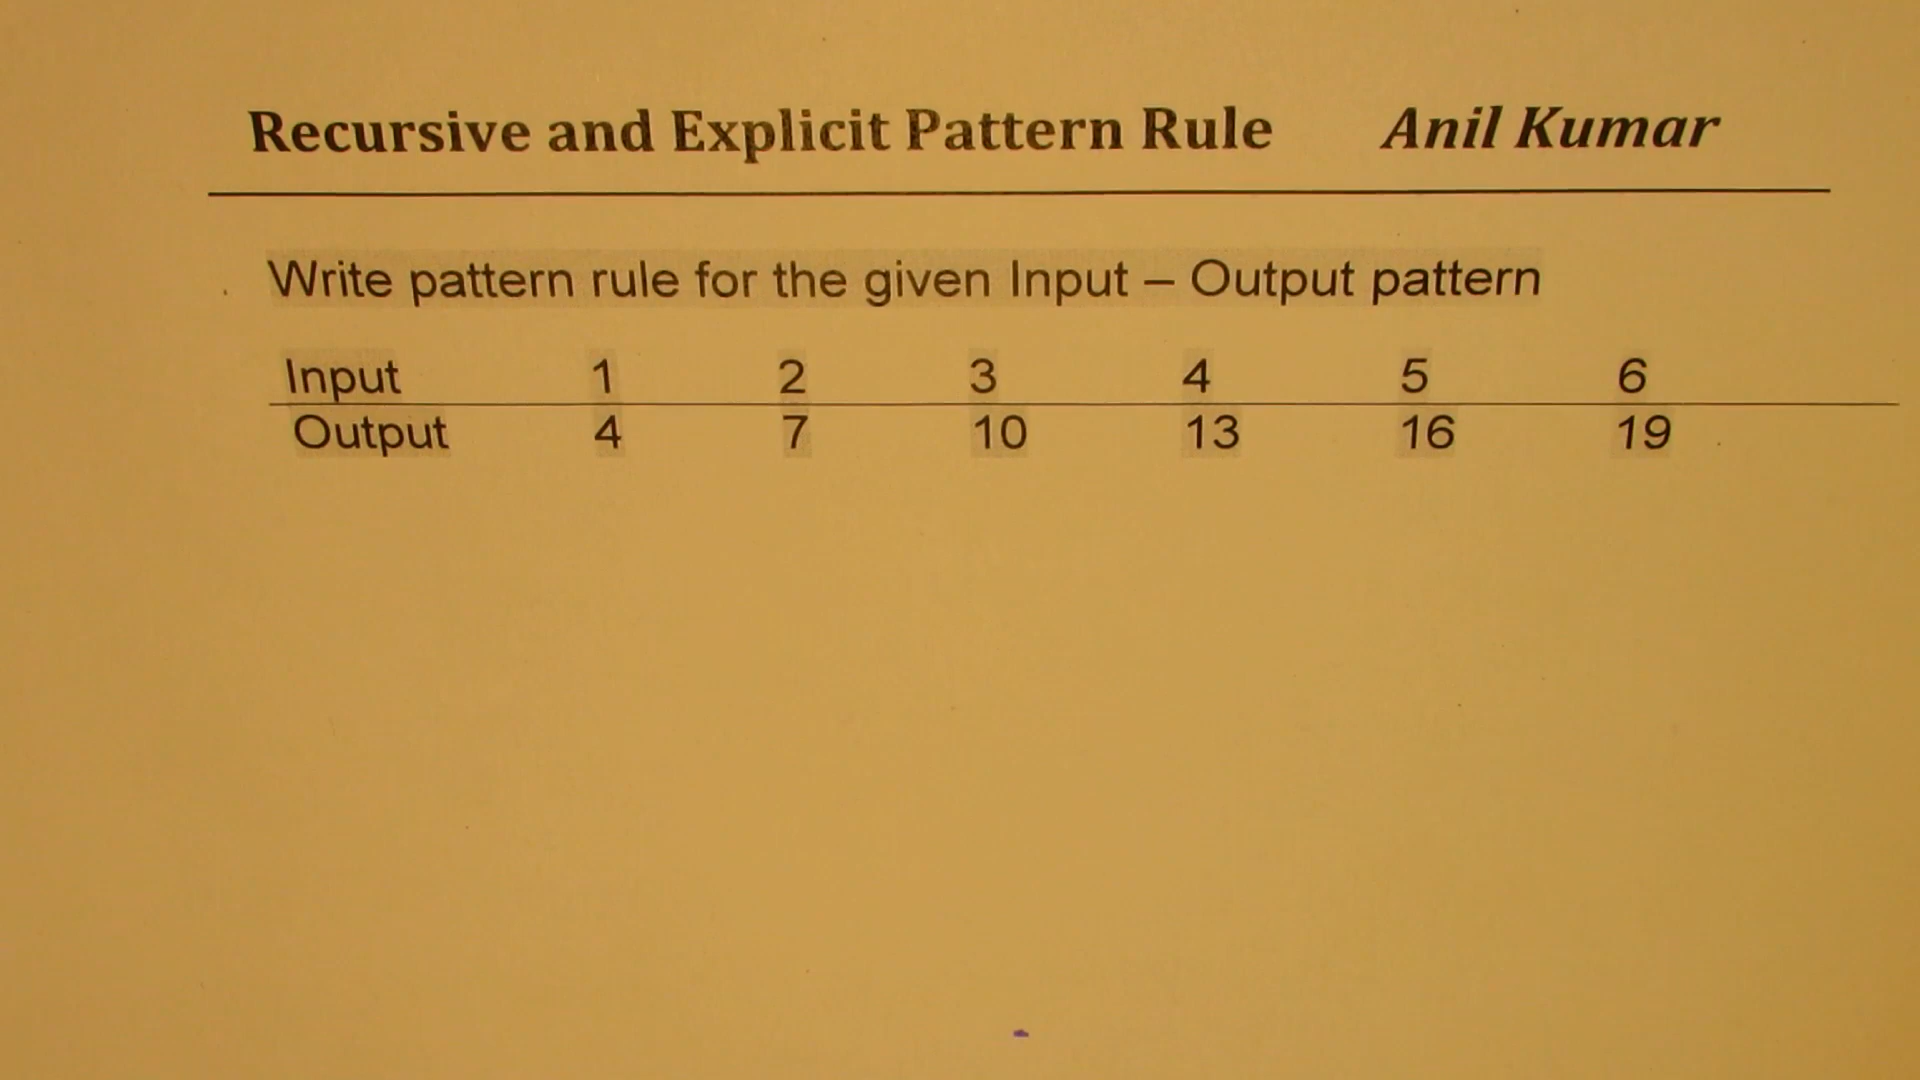 Recursive and Explicit Pattern Rule Anil Kumar
Write pattern rule for the given Input – Output pattern
Input 1 2 3 4 5 6
Output 4 7 10 13 16 19